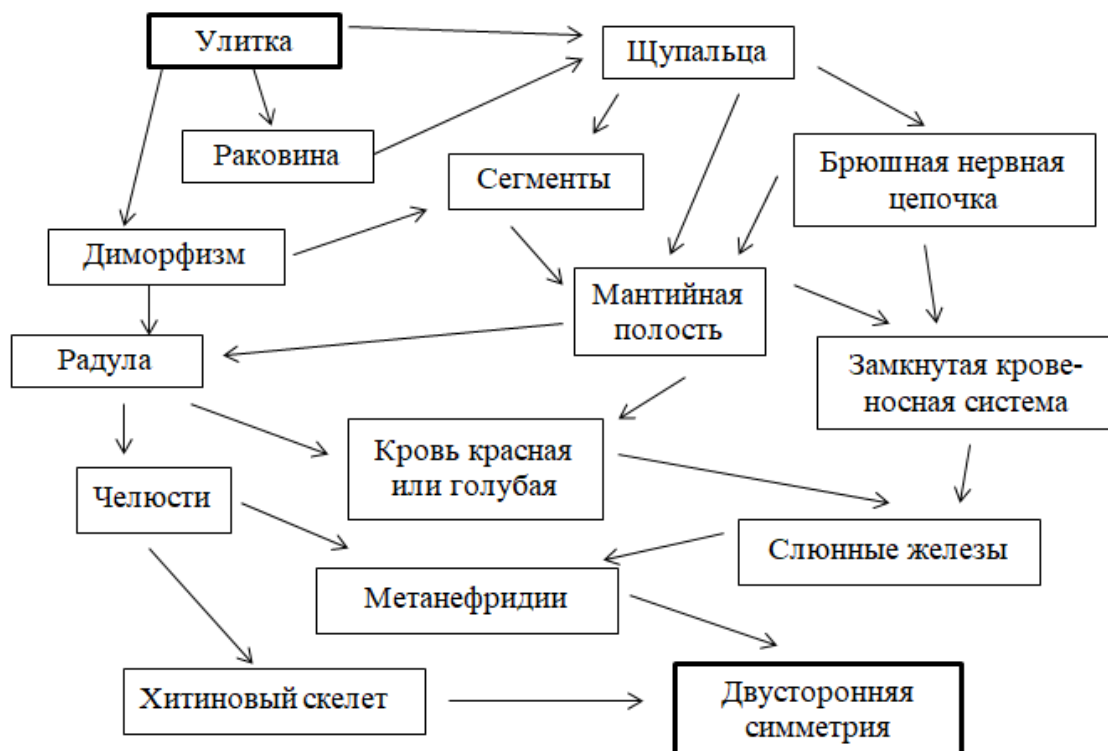 Улитка
Щупальца
Раковина
Сегменты
Брюшная нервная
цепочка
Диморфизм
Мантийная
полость
Радула
Замкнутая крове-
носная система
Кровь красная
или голубая
Челюсти
Слюнные железы
Метанефридии
Хитиновый скелет
Двусторонняя
симметрия